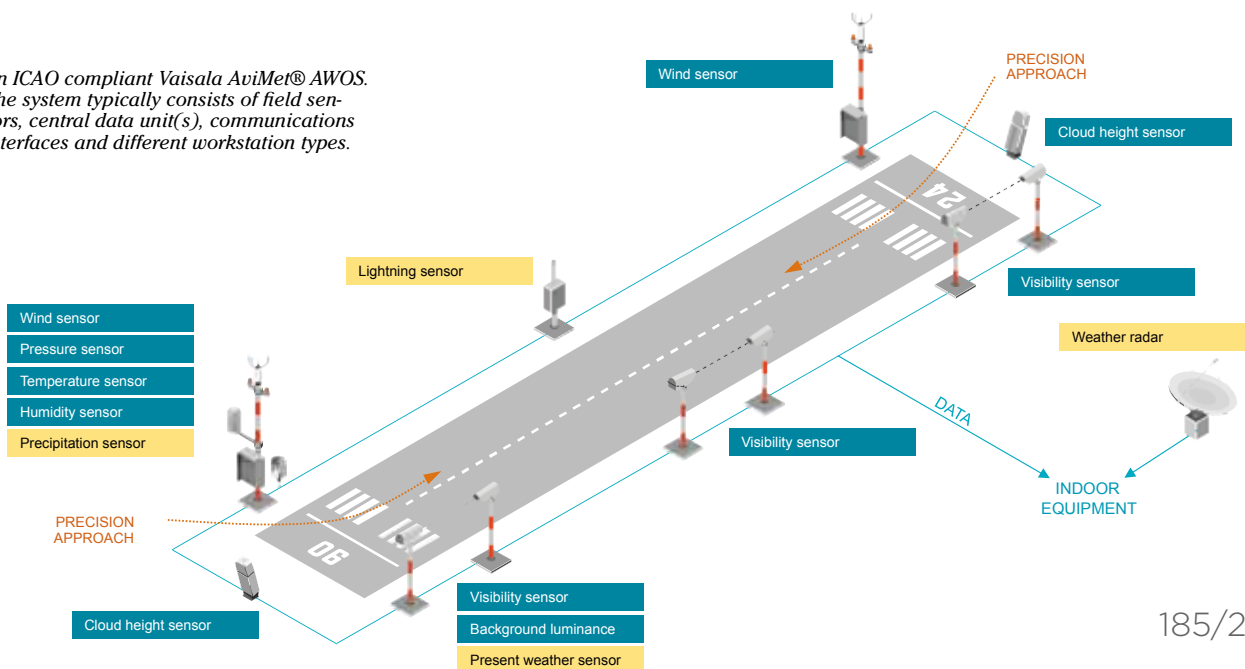 n ICAO compliant Vaisala AviMet® AWOS.
he system typically consists of field sen-
ors, central data unit(s), communications
terfaces and different workstation types.
Wind sensor
PRECISION
APPROACH
Cloud height sensor
24
Lightning sensor
Visibility sensor
Wind sensor
Pressure sensor
Temperature sensor
Humidity sensor
Precipitation sensor
Weather radar
Visibility sensor
DATA
INDOOR
EQUIPMENT
PRECISION
APPROACH
06
Cloud height sensor
Visibility sensor
Background luminance
Present weather sensor
185/2